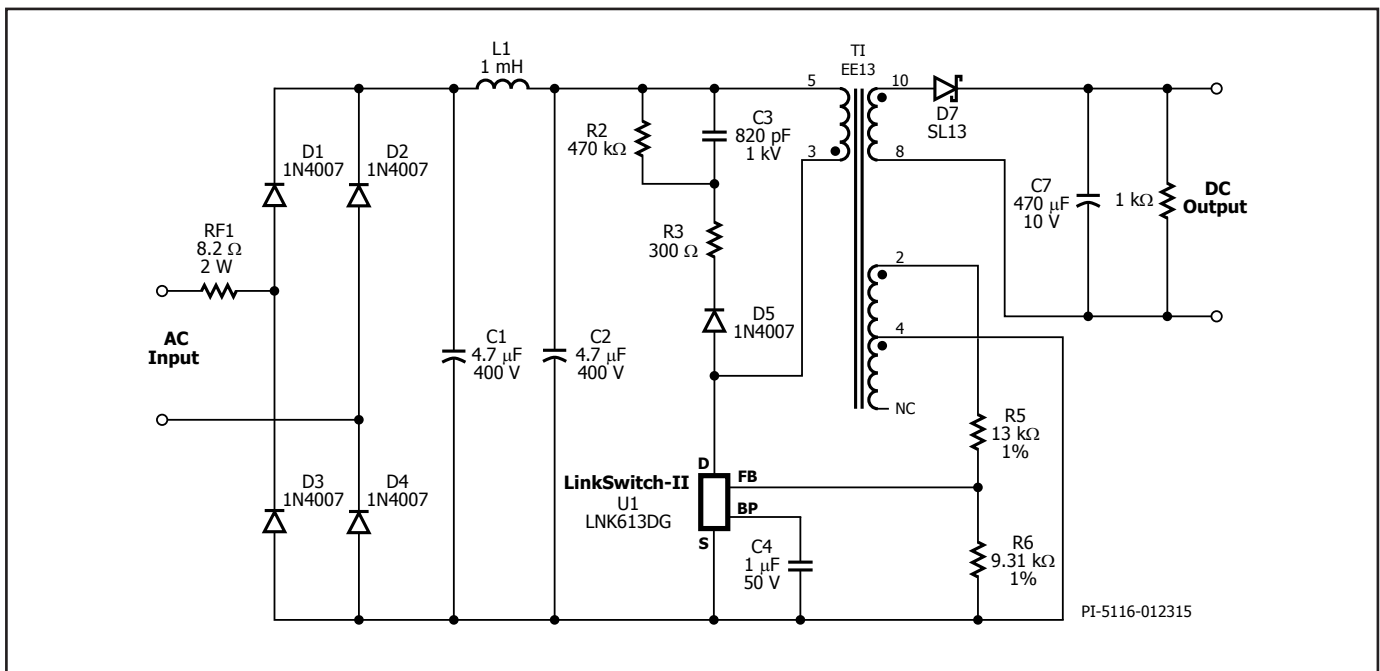 L1
1 mH
TI
EE13
5
10
D7
SL13
R2
470 kΩ
C3
820 pF
1 kV
3
8
D1
1N4007
D2
1N4007
C7
470 µF
10 V
1 kΩ
DC
Output
RF1
8.2 Ω
2 W
R3
300 Ω
2
AC
Input
C1
4.7 µF
400 V
C2
4.7 µF
400 V
D5
1N4007
4
NC
R5
13 kΩ
1%
D3
1N4007
D4
1N4007
D
LinkSwitch-II
U1
LNK613DG
FB
BP
S
C4
1 µF
50 V
R6
9.31 kΩ
1%
PI-5116-012315